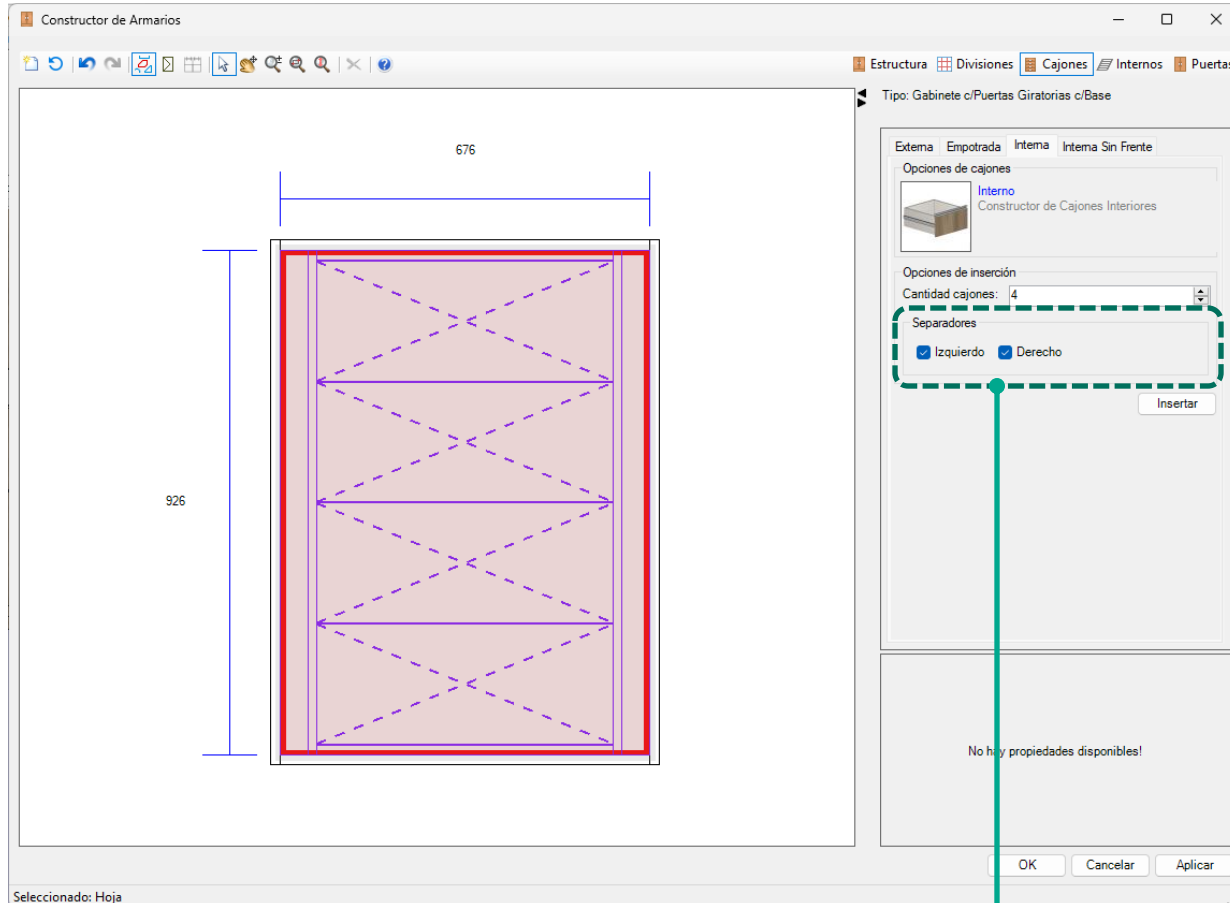 Constructor de Armarios
Estructura Divisiones Cajones Internos Puertas
Tipo: Gabinete c/Puertas Giratorias c/Base
Externa Empotrada Interna Interna Sin Frente
Opciones de cajones
Interno
Constructor de Cajones Interiores
Opciones de inserción
Cantidad cajones: 4
Separadores
Izquierdo Derecho
Insertar
676
926
No hay propiedades disponibles!
OK Cancelar Aplicar
Seleccionado: Hoja